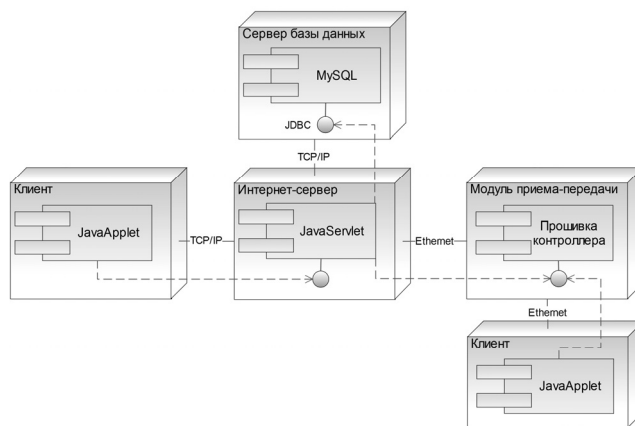 Сервер базы данных
MySQL
JDBC
TCP/IP
Клиент
JavaApplet
TCP/IP
Интернет-сервер
JavaServlet
Ethernet
Модуль приема-передачи
Прошивка
контроллера
Ethernet
Клиент
JavaApplet